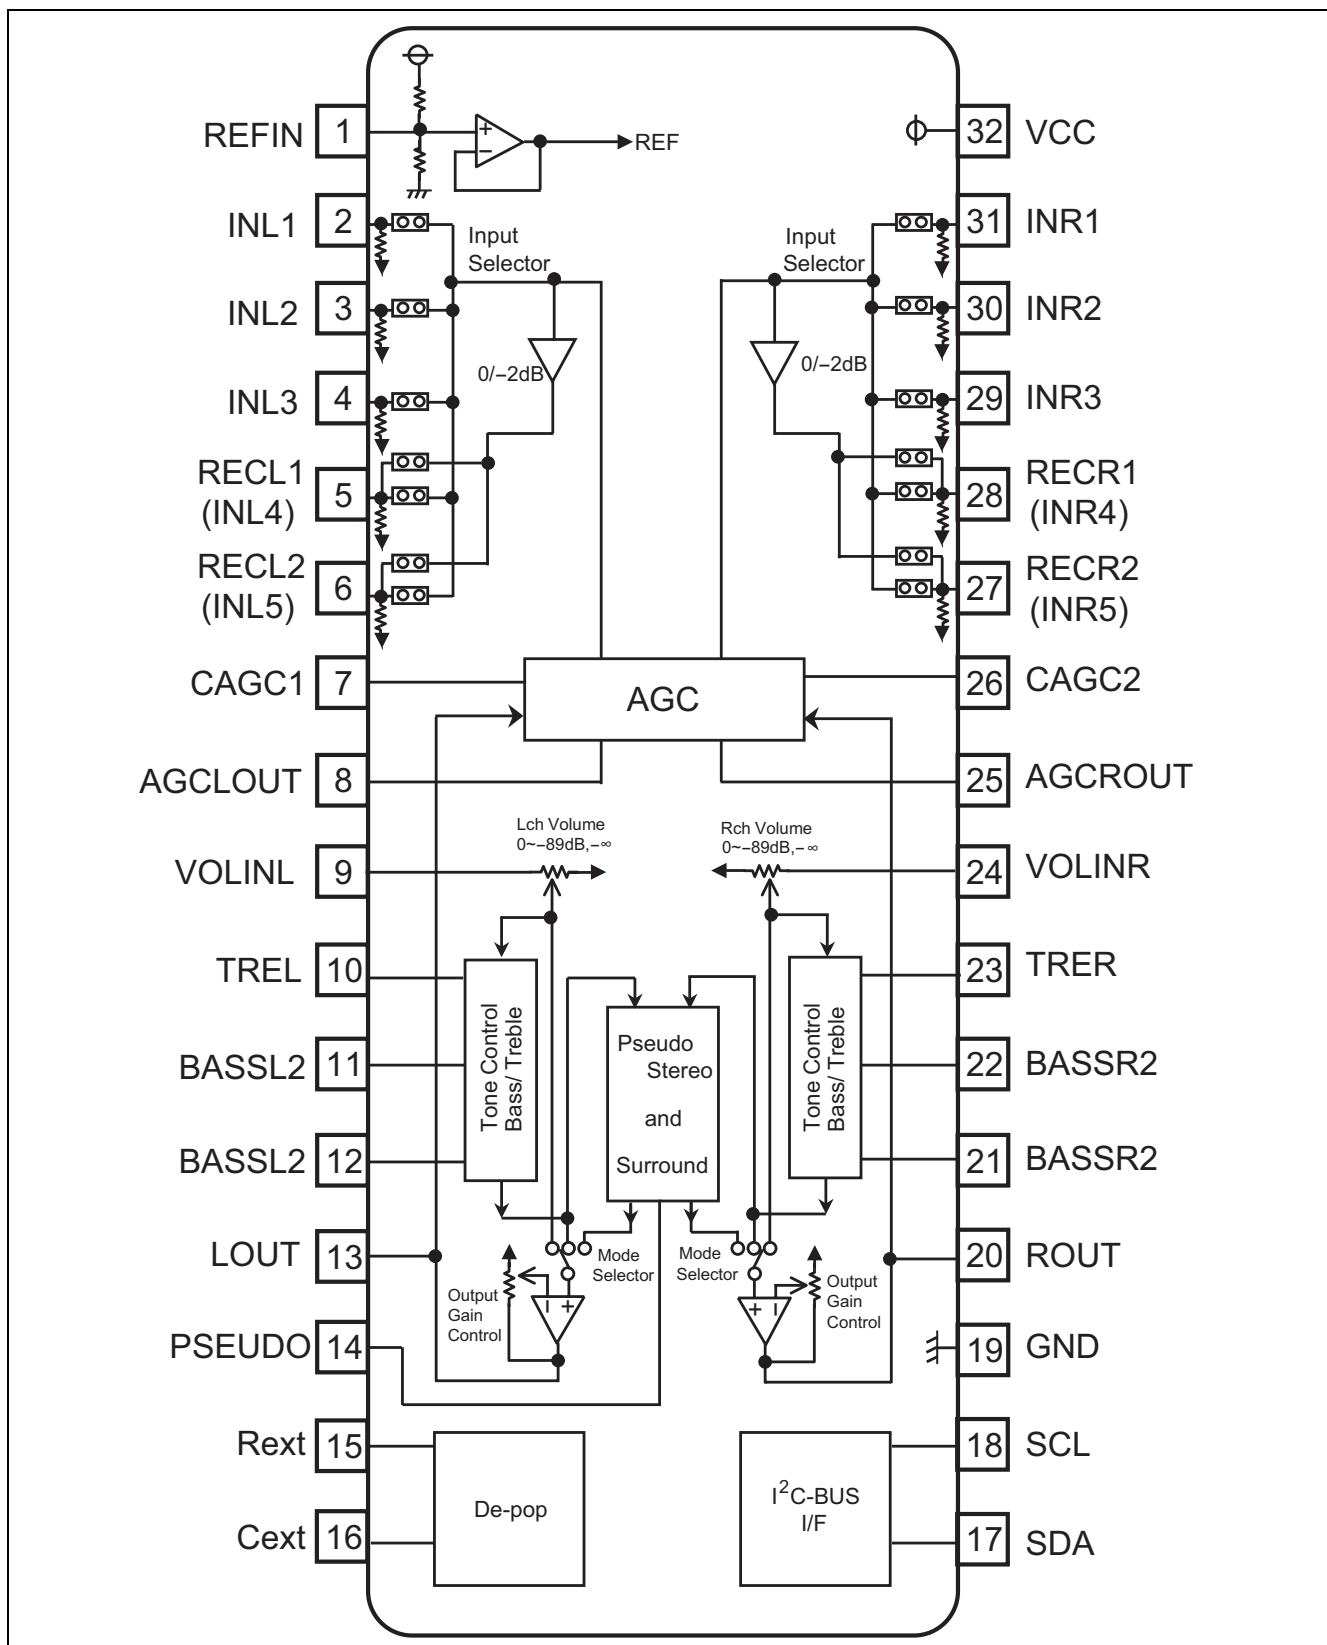 REFIN 1
REF
32 VCC
INL1 2
31 INR1
Input
Selector
Input
Selector
INL2 3
30 INR2
0/–2dB
0/–2dB
INL3 4
29 INR3
RECL1
(INL4)
5
28
RECR1
(INR4)
RECL2
(INL5)
6
27
RECR2
(INR5)
CAGC1 7
AGC
26 CAGC2
AGCLOUT 8
25 AGCROUT
Lch Volume
0~–89dB,–∞
Rch Volume
0~–89dB,–∞
VOLINL 9
24 VOLINR
TREL 10
23 TRER
Tone Control
Bass/ Treble
Pseudo
Stereo
and
Surround
Tone Control
Bass/ Treble
BASSL2 11
22 BASSR2
BASSL2 12
21 BASSR2
LOUT 13
20 ROUT
Mode
Selector
Mode
Selector
Output
Gain
Control
– +
+ –
Output
Gain
Control
PSEUDO 14
19 GND
Rext 15
18 SCL
De-pop
I²C-BUS
I/F
Cext 16
17 SDA
+
–